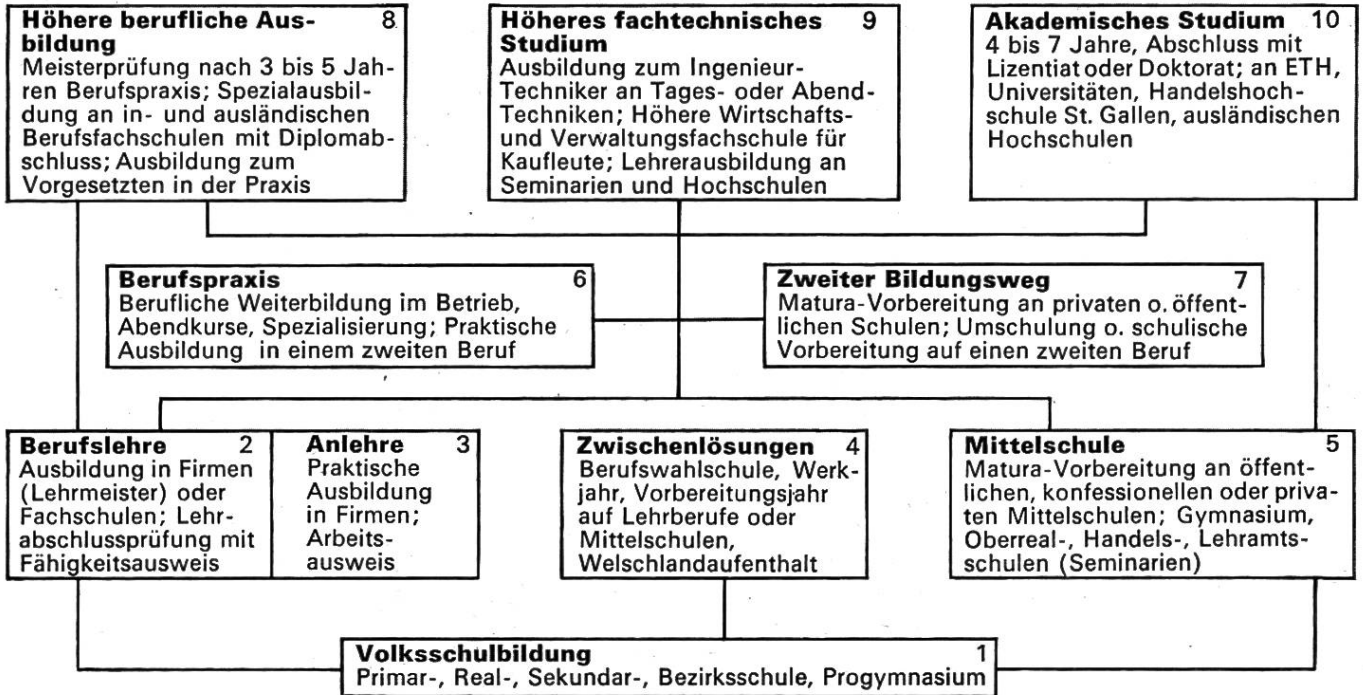 Höhere berufliche Aus- 8
bildung
Meisterprüfung nach 3 bis 5 Jah-
ren Berufspraxis; Spezialausbil-
dung an in- und ausländischen
Berufsfachschulen mit Diplomab-
schluss; Ausbildung zum
Vorgesetzten in der Praxis
Höheres fachtechnisches 9
Studium
Ausbildung zum Ingenieur-
Techniker an Tages- oder Abend-
Techniken; Höhere Wirtschafts-
und Verwaltungsfachschule für
Kaufleute; Lehrerausbildung an
Seminarien und Hochschulen
Akademisches Studium 10
4 bis 7 Jahre, Abschluss mit
Lizentiat oder Doktorat; an ETH,
Universitäten, Handelshoch-
schule St. Gallen, ausländischen
Hochschulen
Berufspraxis 6
Berufliche Weiterbildung im Betrieb,
Abendkurse, Spezialisierung; Praktische
Ausbildung in einem zweiten Beruf
Zweiter Bildungsweg 7
Matura-Vorbereitung an privaten o. öffent-
lichen Schulen; Umschulung o. schulische
Vorbereitung auf einen zweiten Beruf
Berufslehre 2
Ausbildung in Firmen
(Lehrmeister) oder
Fachschulen; Lehr-
abschlussprüfung mit
Fähigkeitsausweis
Anlehre 3
Praktische
Ausbildung
in Firmen;
Arbeits-
ausweis
Zwischenlösungen 4
Berufswahlschule, Werk-
jahr, Vorbereitungsjahr
auf Lehrberufe oder
Mittelschulen,
Welschlandaufenthalt
Mittelschule 5
Matura-Vorbereitung an öffent-
lichen, konfessionellen oder priva-
ten Mittelschulen; Gymnasium,
Oberreal-, Handels-, Lehramts-
schulen (Seminarien)
Volksschulbildung 1
Primar-, Real-, Sekundar-, Bezirksschule, Progymnasium